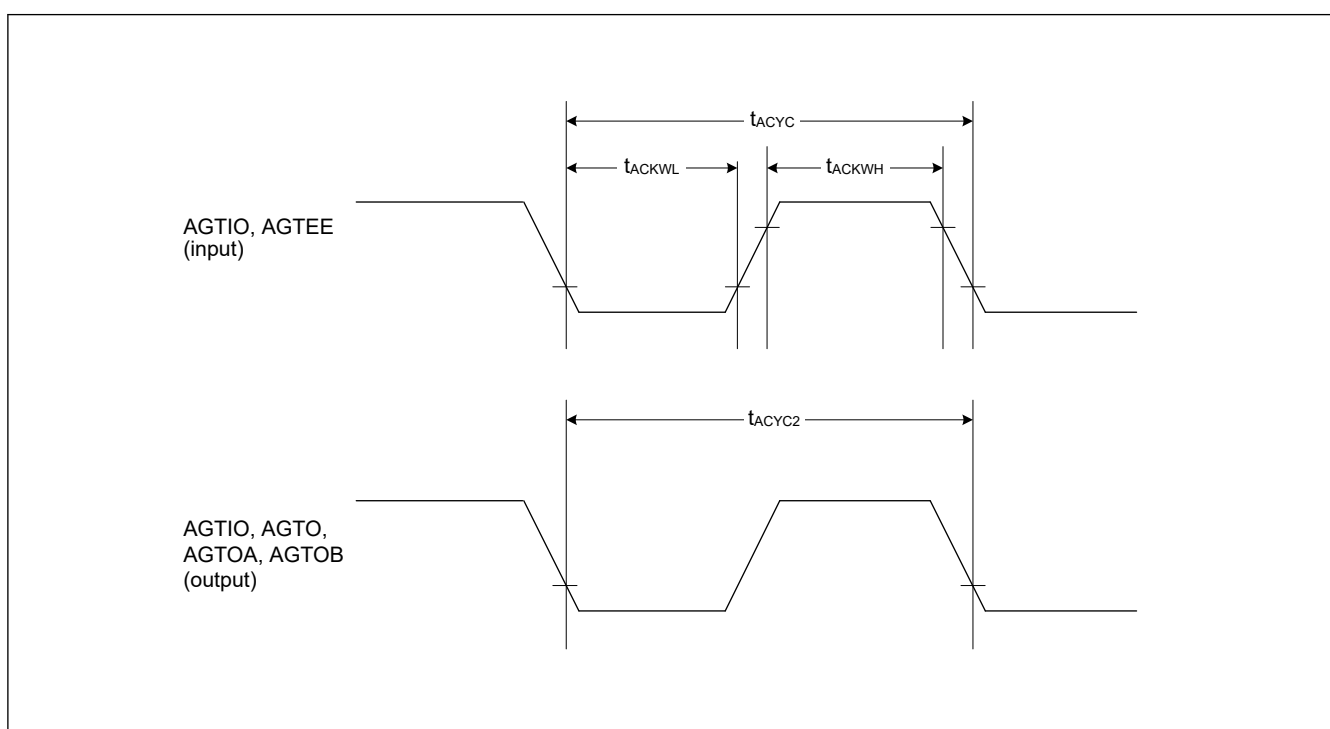 tACYC
tACKWL
tACKWH
AGTIO, AGTEE
(input)
tACYC2
AGTIO, AGTO,
AGTOA, AGTOB
(output)